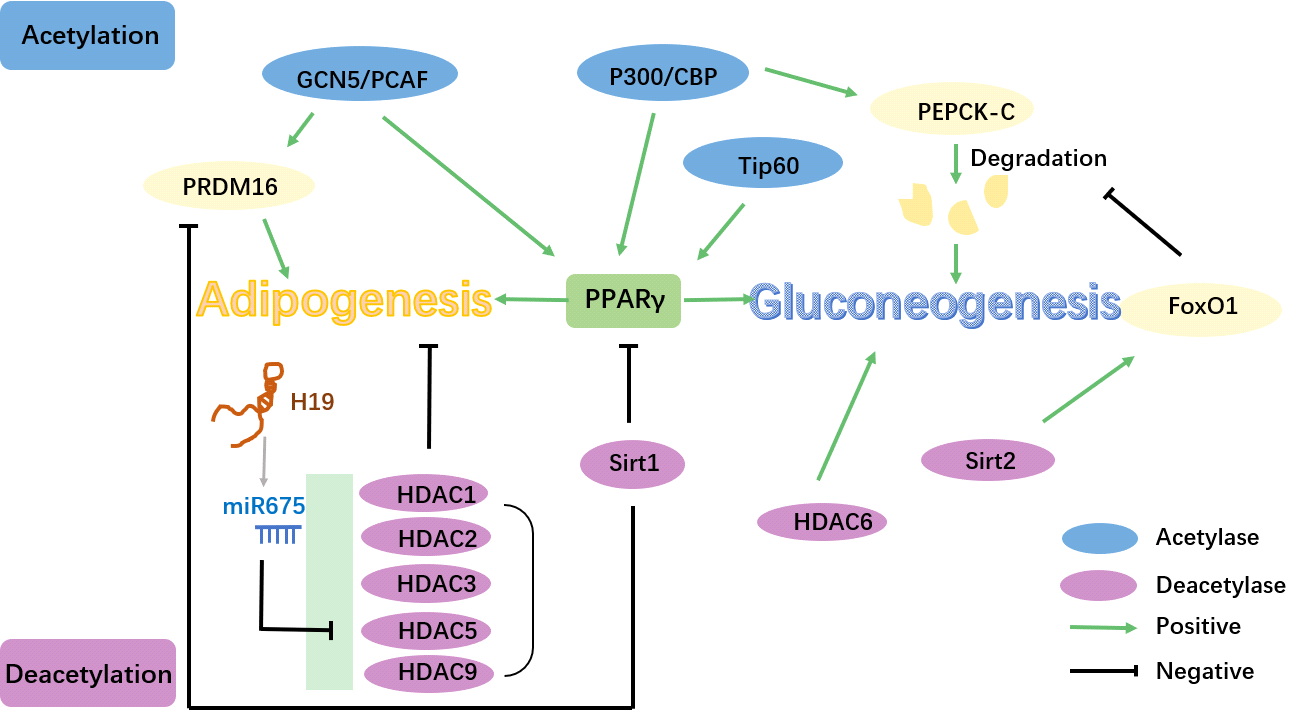 Acetylation
GCN5/PCAF
P300/CBP
PEPCK-C
Tip60
Degradation
PRDM16
Adipogenesis
PPARγ
Gluconeogenesis
FoxO1
H19
Sirt1
Sirt2
miR675
HDAC1
HDAC2
HDAC3
HDAC5
HDAC9
HDAC6
Acetylase
Deacetylase
Positive
Negative
Deacetylation